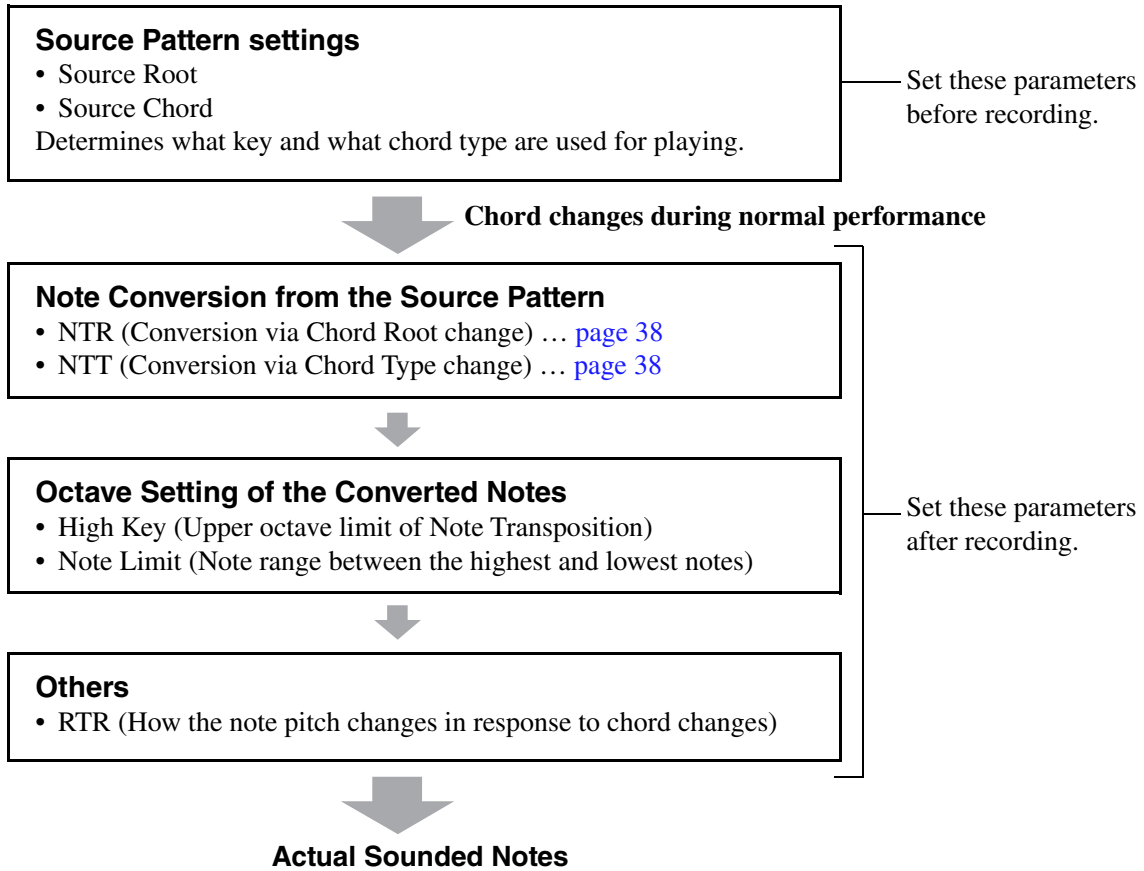 Source Pattern settings
• Source Root
• Source Chord
Determines what key and what chord type are used for playing.
Set these parameters
before recording.
Chord changes during normal performance
Note Conversion from the Source Pattern
• NTR (Conversion via Chord Root change) … page 38
• NTT (Conversion via Chord Type change) … page 38
Octave Setting of the Converted Notes
• High Key (Upper octave limit of Note Transposition)
• Note Limit (Note range between the highest and lowest notes)
Set these parameters
after recording.
Others
• RTR (How the note pitch changes in response to chord changes)
Actual Sounded Notes